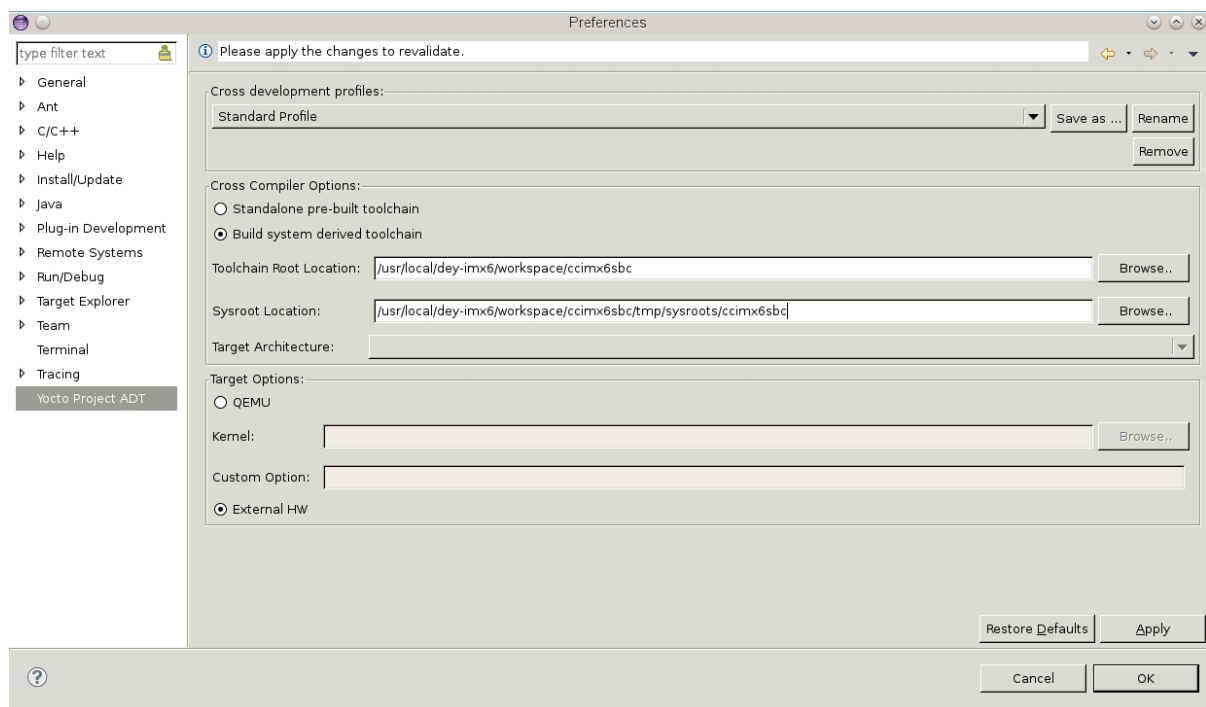 Preferences
type filter text
Please apply the changes to revalidate.
General
Ant
C/C++
Help
Install/Update
Java
Plug-in Development
Remote Systems
Run/Debug
Target Explorer
Team
Terminal
Tracing
Yocto Project ADT
Cross development profiles:
Standard Profile
Save as ...
Rename
Remove
Cross Compiler Options:
Standalone pre-built toolchain
Build system derived toolchain
Toolchain Root Location: /usr/local/dey-imx6/workspace/ccimx6sbc Browse..
Sysroot Location: /usr/local/dey-imx6/workspace/ccimx6sbc/tmp/sysroots/ccimx6sbc Browse..
Target Architecture:
Target Options:
QEMU
Kernel: Browse..
Custom Option:
External HW
Restore Defaults
Apply
?
Cancel
OK